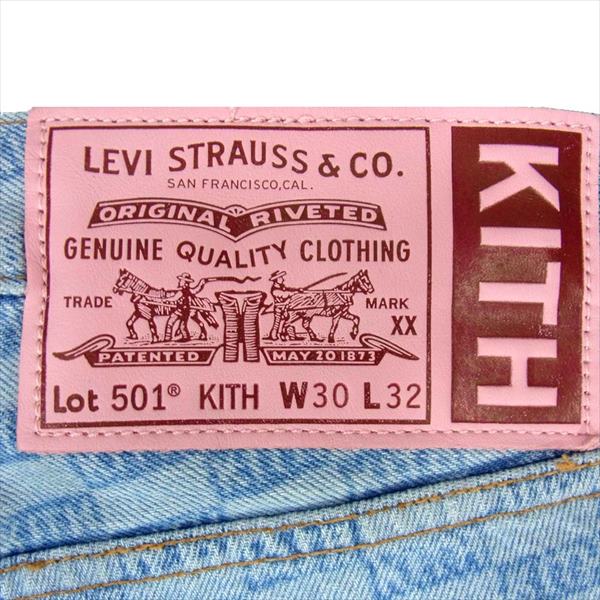 LEVI STRAUSS & CO.
SAN FRANCISCO, CAL.
ORIGINAL RIVETED
GENUINE QUALITY CLOTHING
TRADE MARK
XX
PATENTED MAY 20 1873
Lot 501® KITH W30 L32
KITH